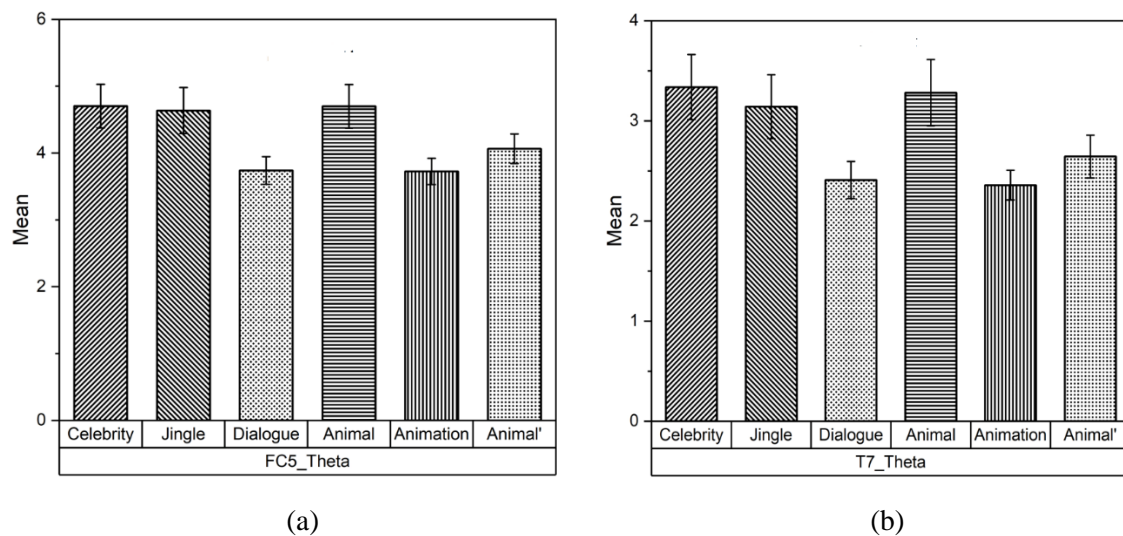 6
4
2
0
Mean
Celebrity Jingle Dialogue Animal Animation Animal'
FC5_Theta
(a)
4
3
2
1
0
Mean
Celebrity Jingle Dialogue Animal Animation Animal'
T7_Theta
(b)